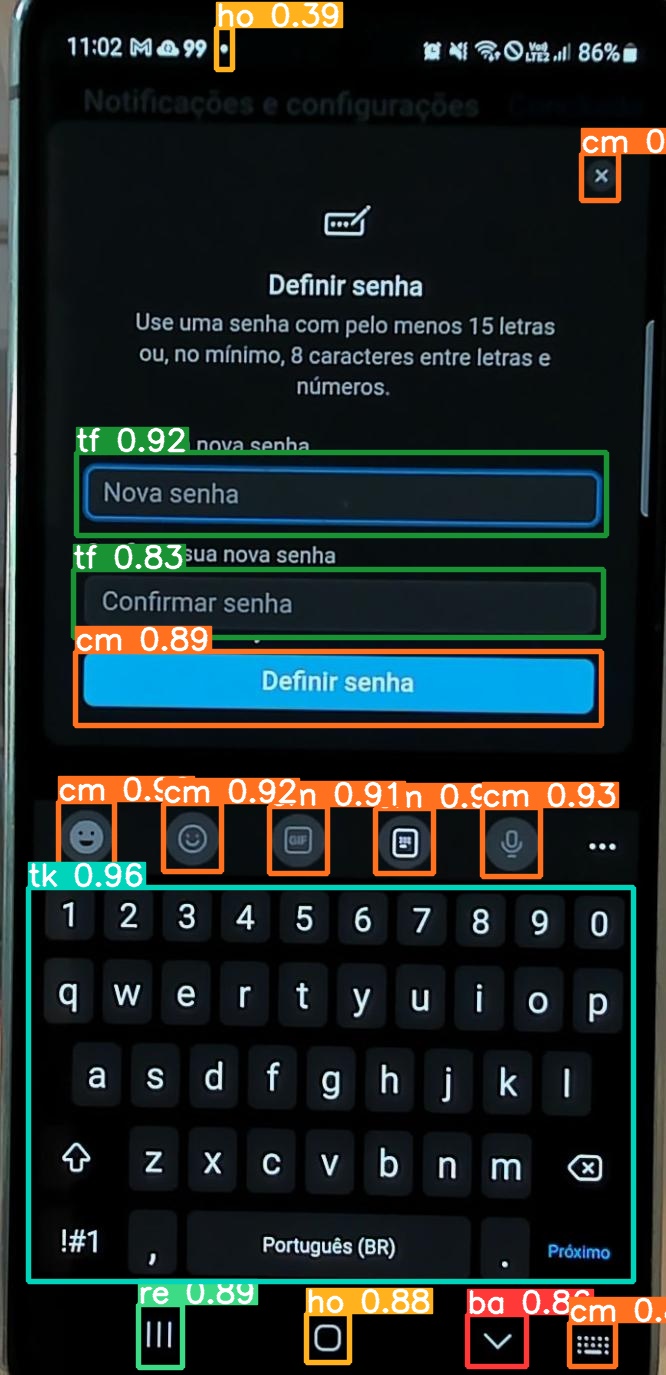 ho 0.39
11:02 99 VoD LTE2 86%
Notificações e configurações
cm 0
Definir senha
Use uma senha com pelo menos 15 letras
ou, no mínimo, 8 caracteres entre letras e
números.
tf 0.92 nova senha
Nova senha
tf 0.83 sua nova senha
Confirmar senha
cm 0.89
Definir senha
cm 0.9 cm 0.92 n 0.91 n 0.9 cm 0.93
GIF
tk 0.96
1 2 3 4 5 6 7 8 9 0
q w e r t y u i o p
a s d f g h j k l
z x c v b n m
!#1 , Português (BR) . Próximo
re 0.89 ho 0.88 ba 0.8 cm 0.